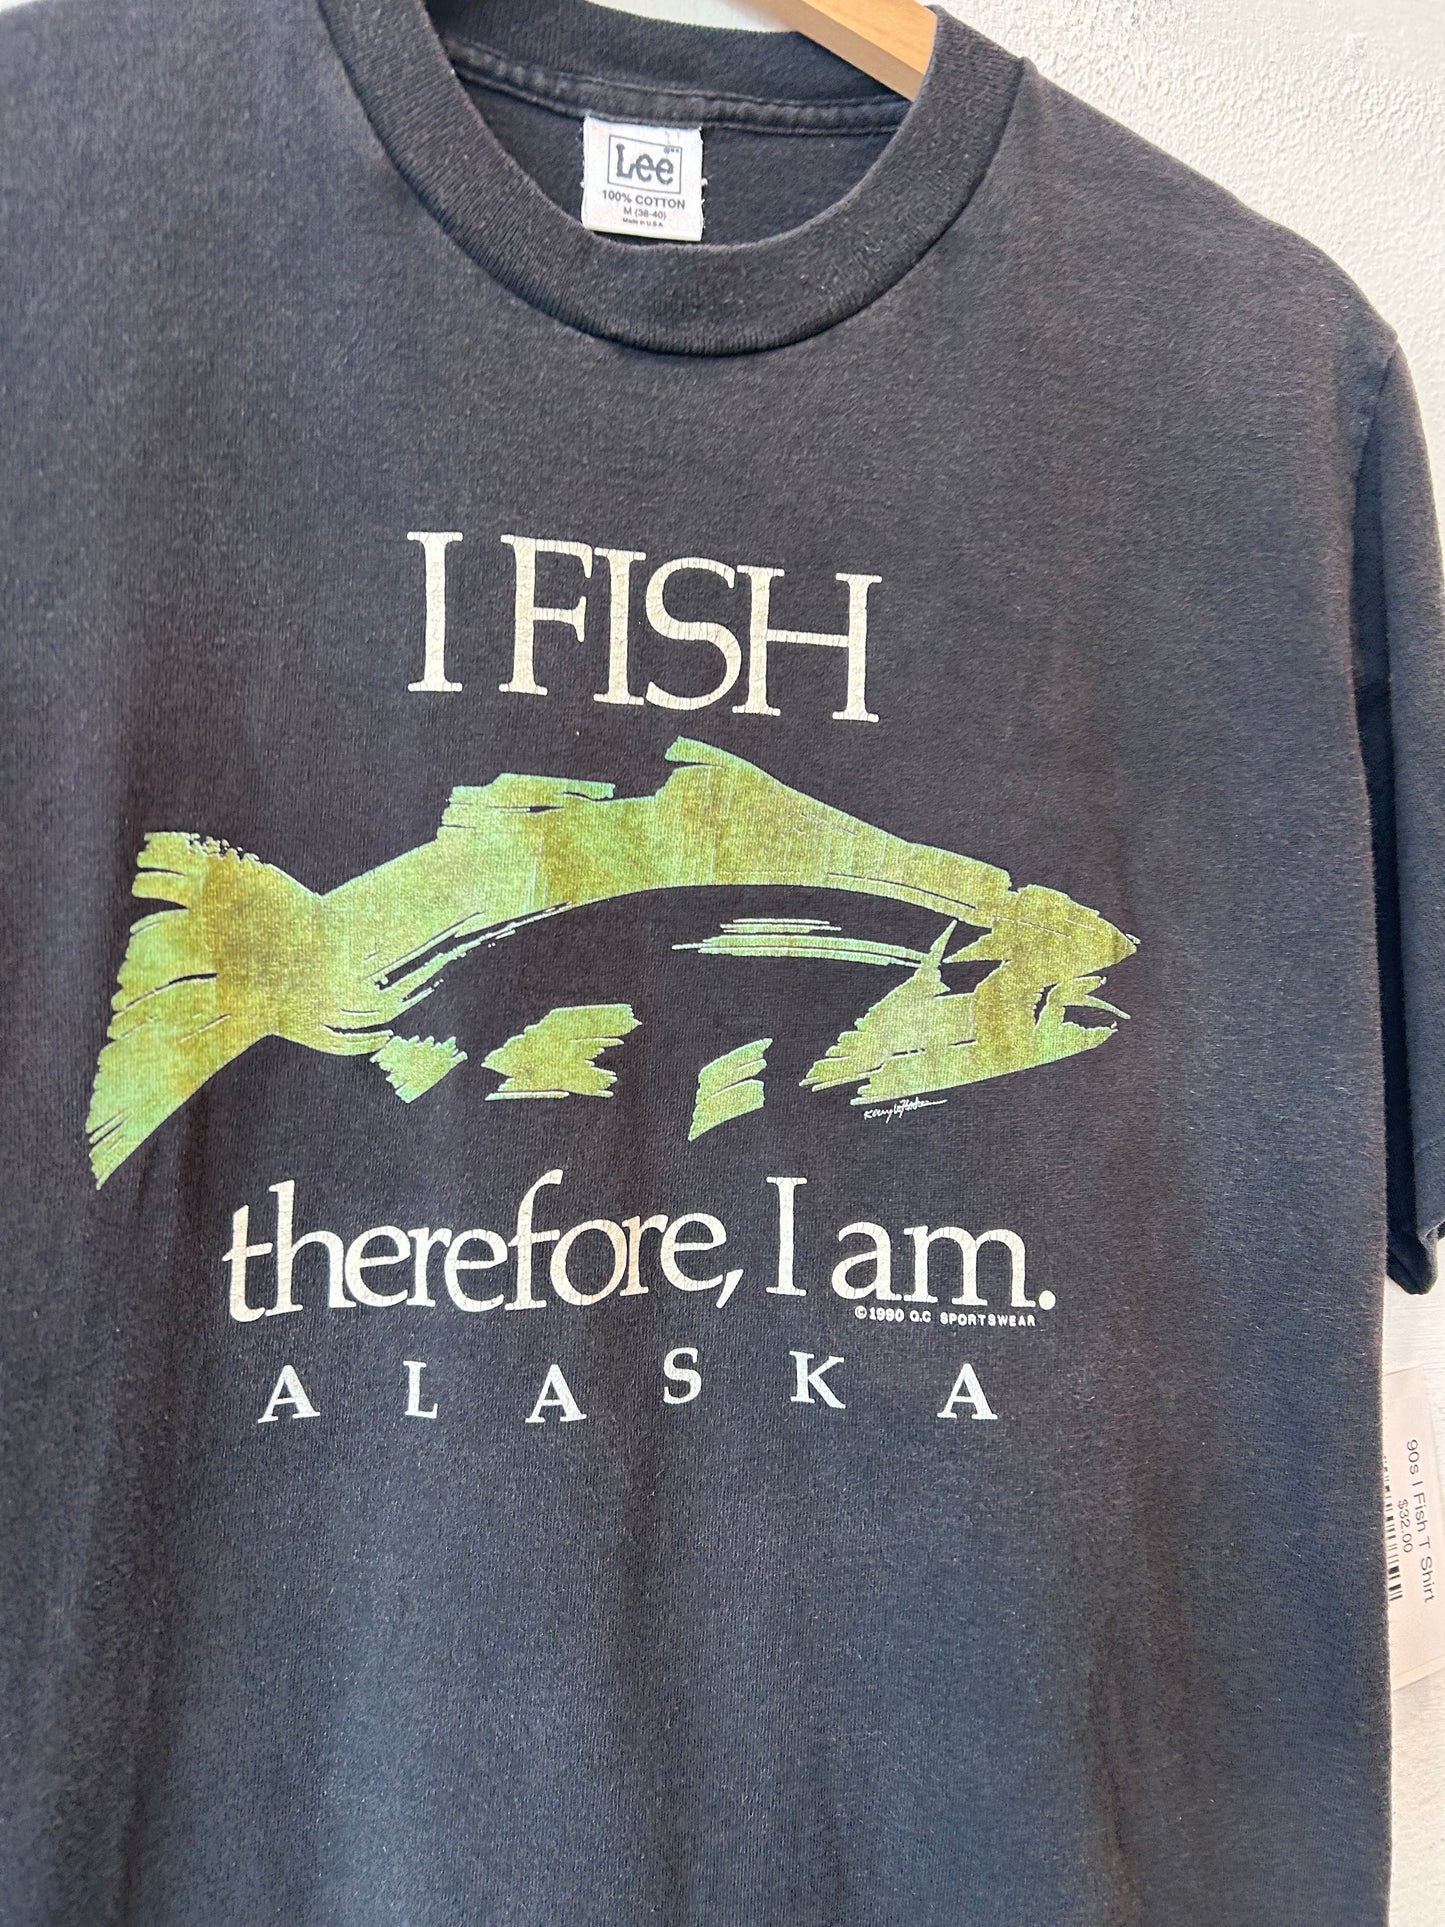 Lee
100% COTTON
M (38-40)
Made in U.S.A.
I FISH
therefore, I am.
©1990 Q.C SPORTSWEAR
ALASKA
90s I Fish T Shirt
$32.00